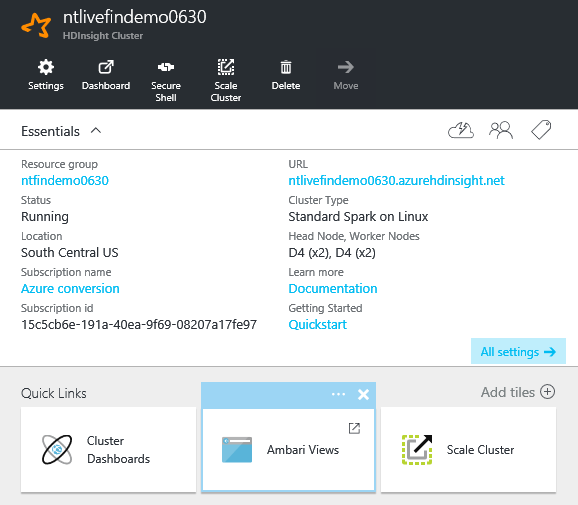 ntlivefindemo0630
HDInsight Cluster
Settings
Dashboard
Secure Shell
Scale Cluster
Delete
Move
Essentials
Resource group
ntfindemo0630
Status
Running
Location
South Central US
Subscription name
Azure conversion
Subscription id
15c5cb6e-191a-40ea-9f69-08207a17fe97
URL
ntlivefindemo0630.azurehdinsight.net
Cluster Type
Standard Spark on Linux
Head Node, Worker Nodes
D4 (x2), D4 (x2)
Learn more
Documentation
Getting Started
Quickstart
All settings
Quick Links
Add tiles
Cluster
Dashboards
Ambari Views
Scale Cluster